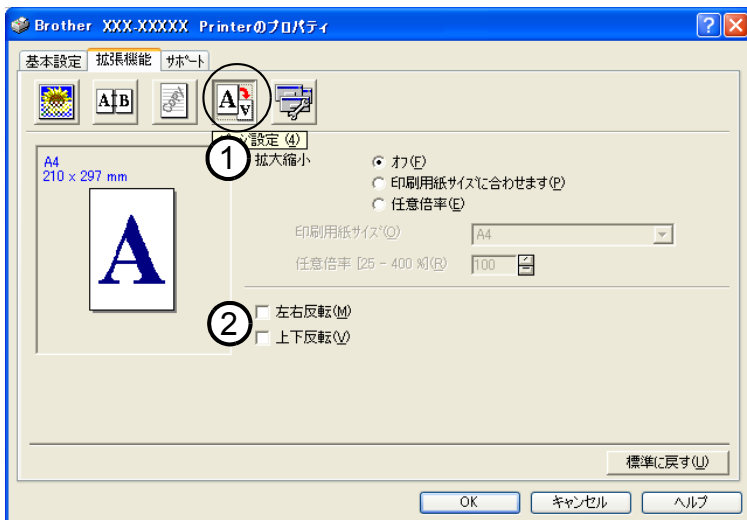 Brother XXX-XXXXX Printerのプロパティ
基本設定 拡張機能 サポート
A B
Copy
A A
設定 (4)
1 拡大縮小
オフ(F)
A4
210 x 297 mm
印刷用紙サイズに合わせます(P)
任意倍率(E)
印刷用紙サイズ(O) A4
任意倍率 [25 - 400 %](R) 100
A
2 左右反転(M)
上下反転(V)
標準に戻す(U)
OK キャンセル ヘルプ